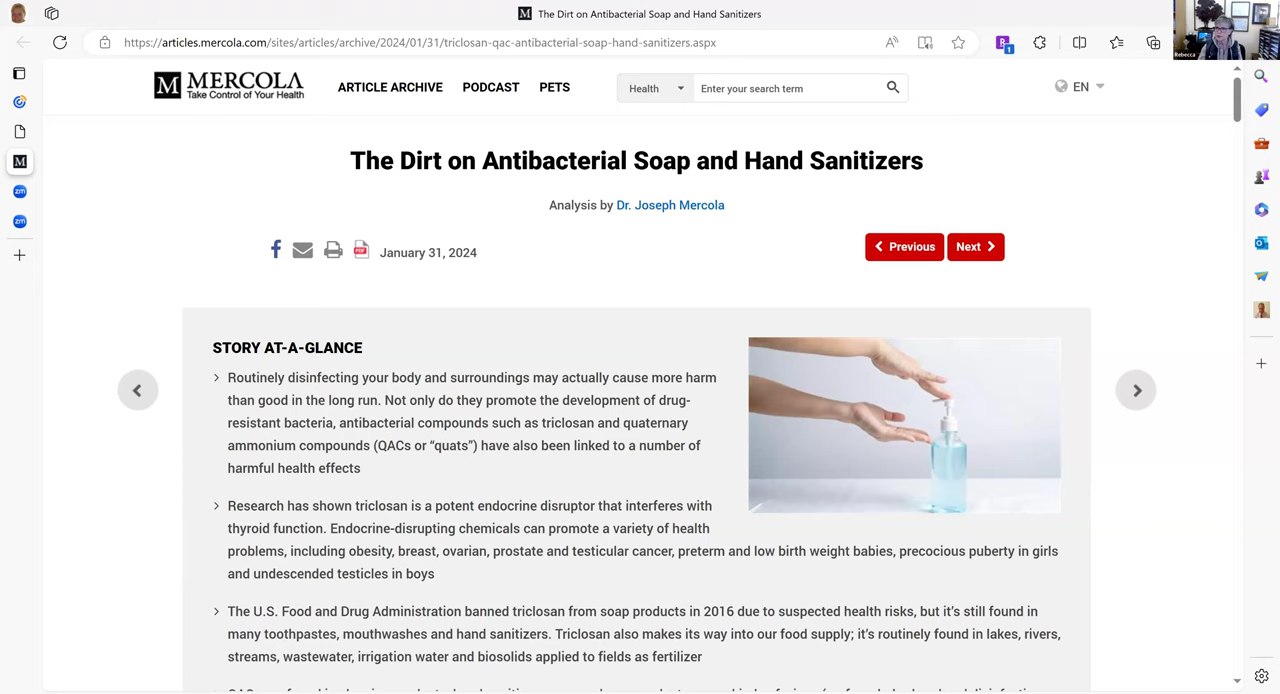 The Dirt on Antibacterial Soap and Hand Sanitizers
https://articles.mercola.com/sites/articles/archive/2024/01/31/triclosan-qac-antibacterial-soap-hand-sanitizers.aspx
Rebecca
M MERCOLA
Take Control of Your Health
ARTICLE ARCHIVE PODCAST PETS
Health Enter your search term
EN
The Dirt on Antibacterial Soap and Hand Sanitizers
Analysis by Dr. Joseph Mercola
PDF January 31, 2024
Previous Next
STORY AT-A-GLANCE
Routinely disinfecting your body and surroundings may actually cause more harm
than good in the long run. Not only do they promote the development of drug-
resistant bacteria, antibacterial compounds such as triclosan and quaternary
ammonium compounds (QACs or “quats”) have also been linked to a number of
harmful health effects
Research has shown triclosan is a potent endocrine disruptor that interferes with
thyroid function. Endocrine-disrupting chemicals can promote a variety of health
problems, including obesity, breast, ovarian, prostate and testicular cancer, preterm and low birth weight babies, precocious puberty in girls
and undescended testicles in boys
The U.S. Food and Drug Administration banned triclosan from soap products in 2016 due to suspected health risks, but it’s still found in
many toothpastes, mouthwashes and hand sanitizers. Triclosan also makes its way into our food supply; it’s routinely found in lakes, rivers,
streams, wastewater, irrigation water and biosolids applied to fields as fertilizer